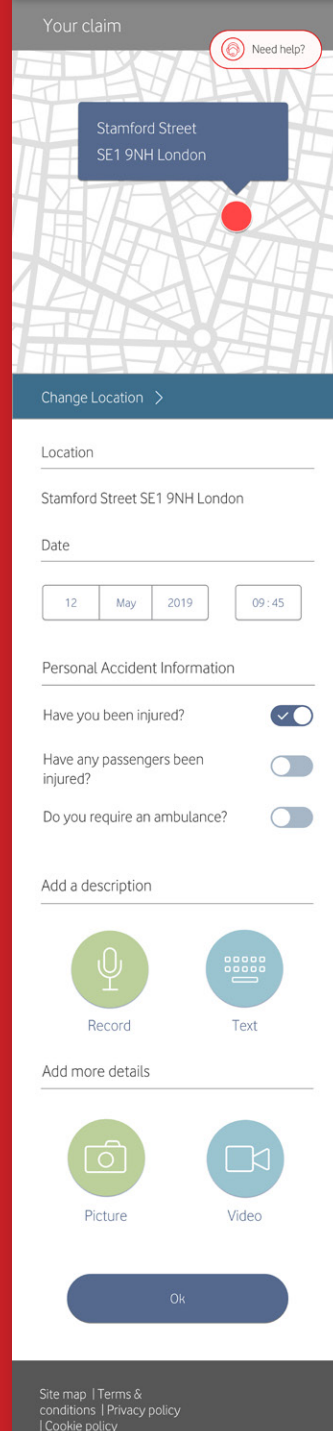 Your claim
Need help?
Stamford Street
SE1 9NH London
Change Location >
Location
Stamford Street SE1 9NH London
Date
12 May 2019 09:45
Personal Accident Information
Have you been injured?
Have any passengers been
injured?
Do you require an ambulance?
Add a description
Record Text
Add more details
Picture Video
Ok
Site map | Terms &
conditions | Privacy policy
| Cookie policy